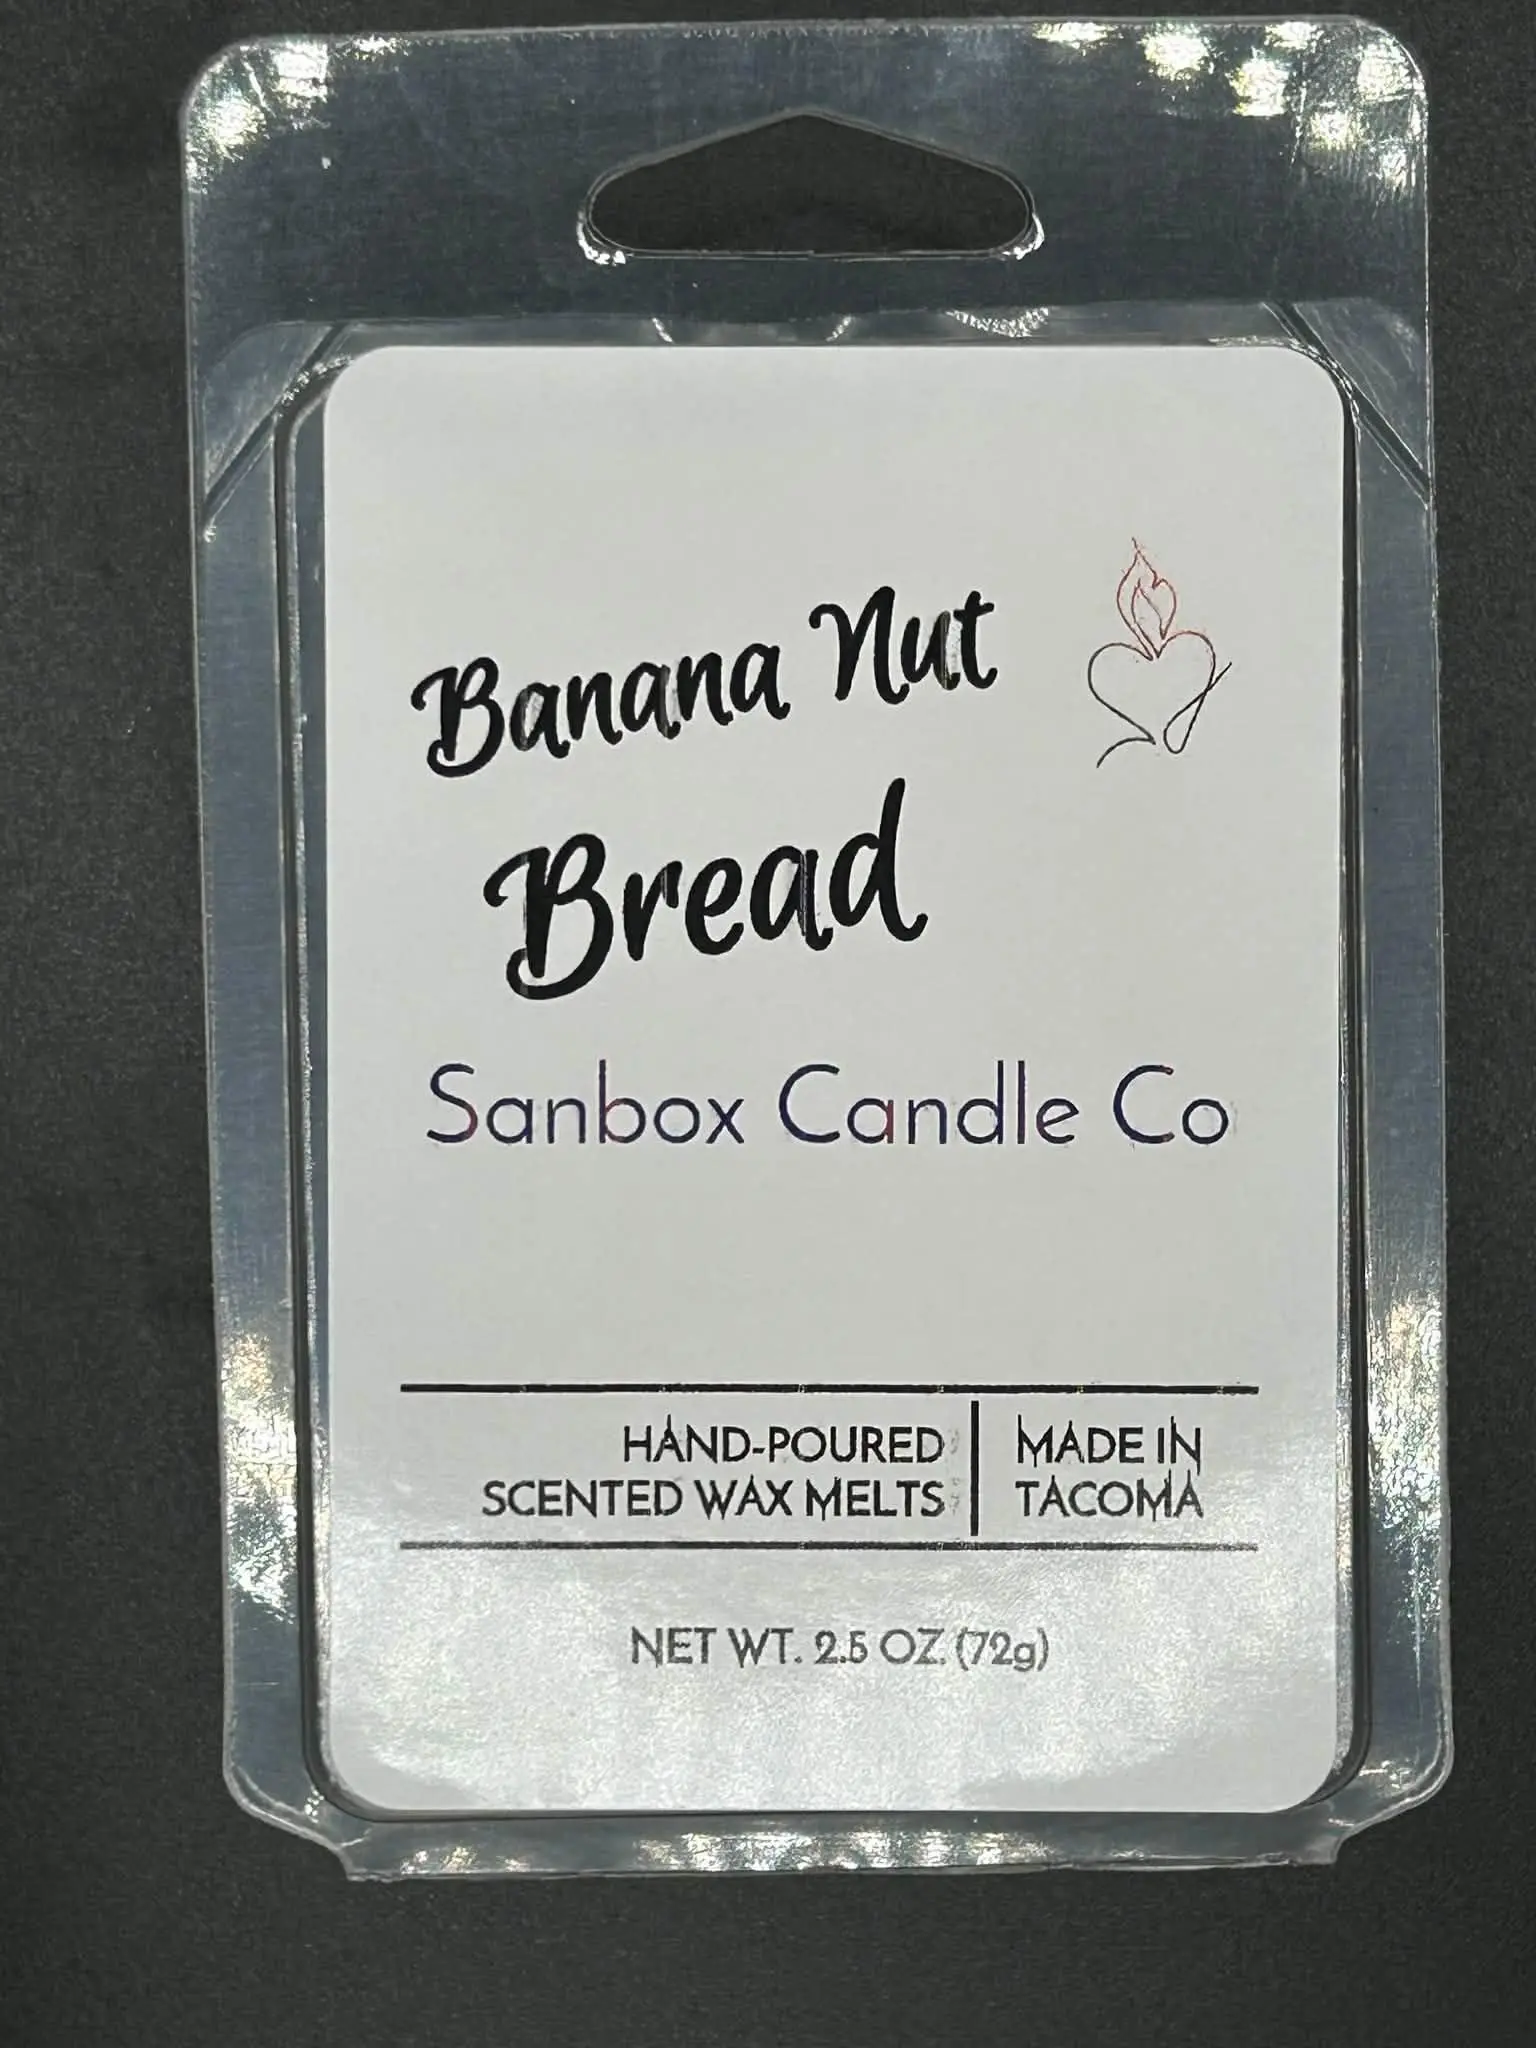 Banana Nut
Bread
Sanbox Candle Co
HAND-POURED
SCENTED WAX MELTS
MADE IN
TACOMA
NET WT. 2.5 OZ. (72g)